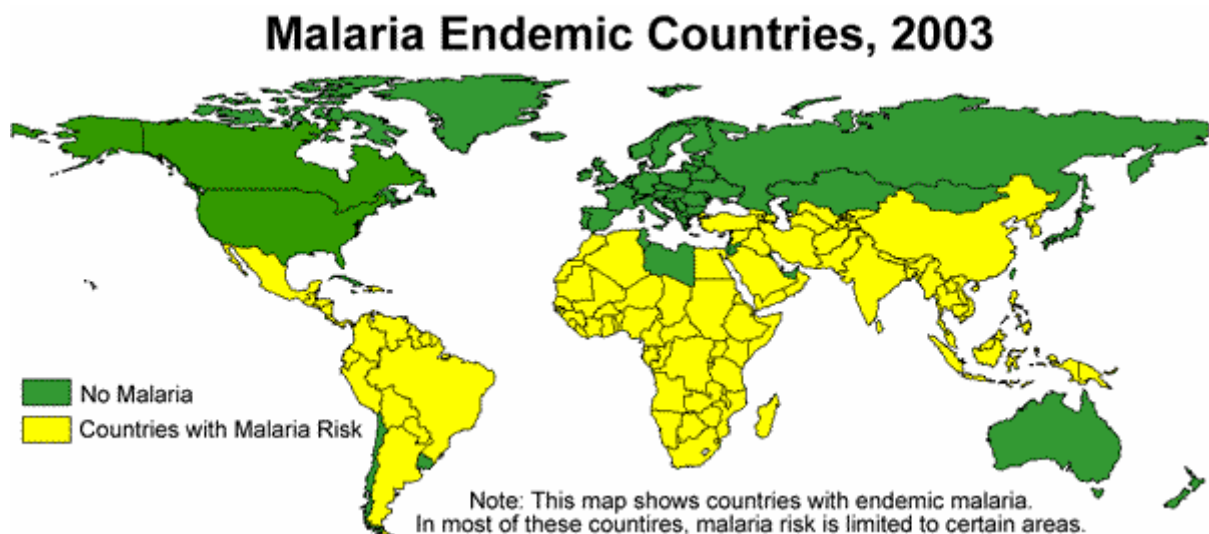 Malaria Endemic Countries, 2003
No Malaria
Countries with Malaria Risk
Note: This map shows countries with endemic malaria.
In most of these countires, malaria risk is limited to certain areas.